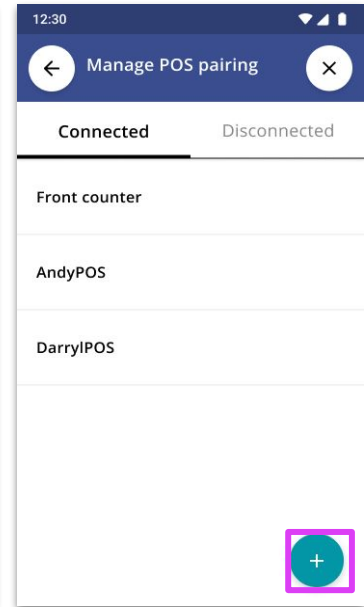 12:30
Manage POS pairing
Connected Disconnected
Front counter
AndyPOS
DarrylPOS
+